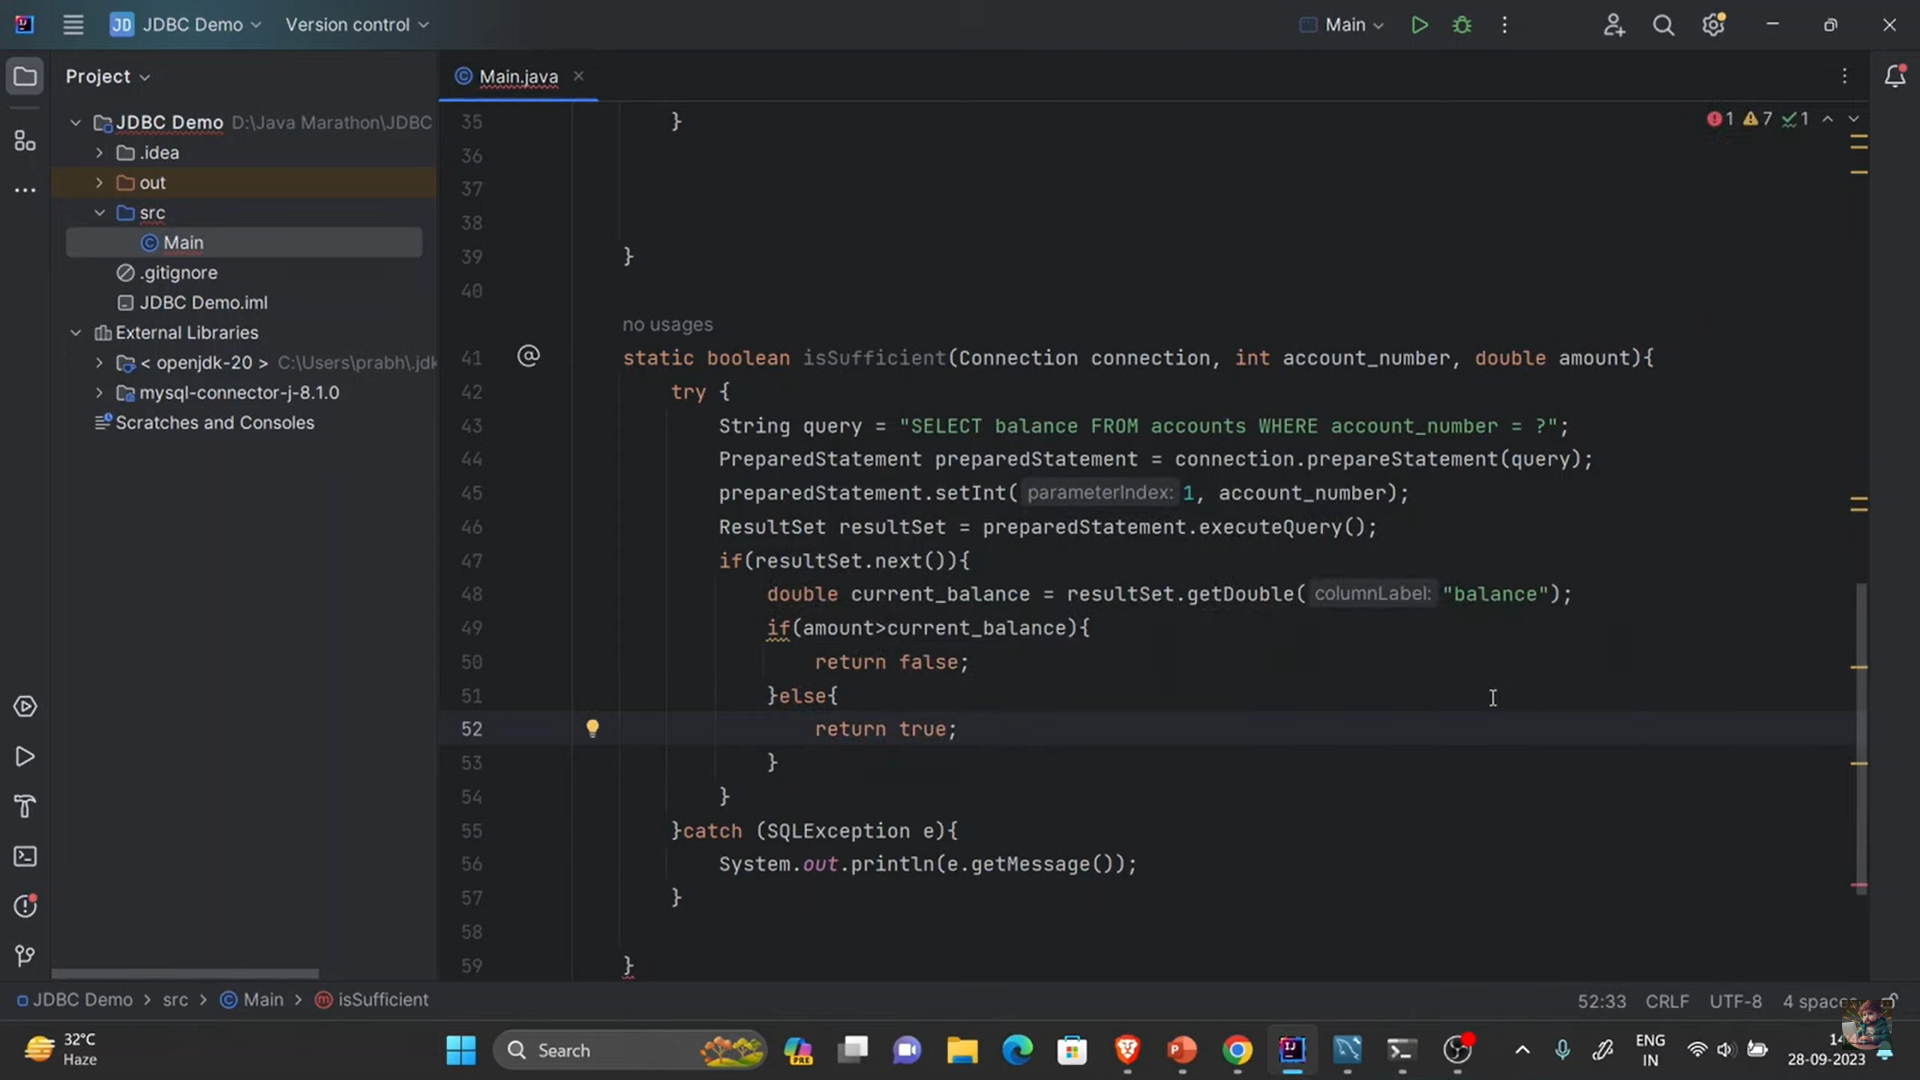 JD JDBC Demo Version control Main
Project Main.java
JDBC Demo D:\Java Marathon\JDBC
.idea
out
src
Main
.gitignore
JDBC Demo.iml
External Libraries
< openjdk-20 > C:\Users\prabh\.jdk
mysql-connector-j-8.1.0
Scratches and Consoles
1 7 1
35 }
36
37
38
39 }
40
no usages
41 @ static boolean isSufficient(Connection connection, int account_number, double amount){
42 try {
43 String query = "SELECT balance FROM accounts WHERE account_number = ?";
44 PreparedStatement preparedStatement = connection.prepareStatement(query);
45 preparedStatement.setInt( parameterIndex: 1, account_number);
46 ResultSet resultSet = preparedStatement.executeQuery();
47 if(resultSet.next()){
48 double current_balance = resultSet.getDouble( columnLabel: "balance");
49 if(amount>current_balance){
50 return false;
51 }else{
52 return true;
53 }
54 }
55 }catch (SQLException e){
56 System.out.println(e.getMessage());
57 }
58
59 }
JDBC Demo > src > Main > isSufficient 52:33 CRLF UTF-8 4 spaces
32°C
Haze
Search
PRE
ENG
IN
28-09-2023